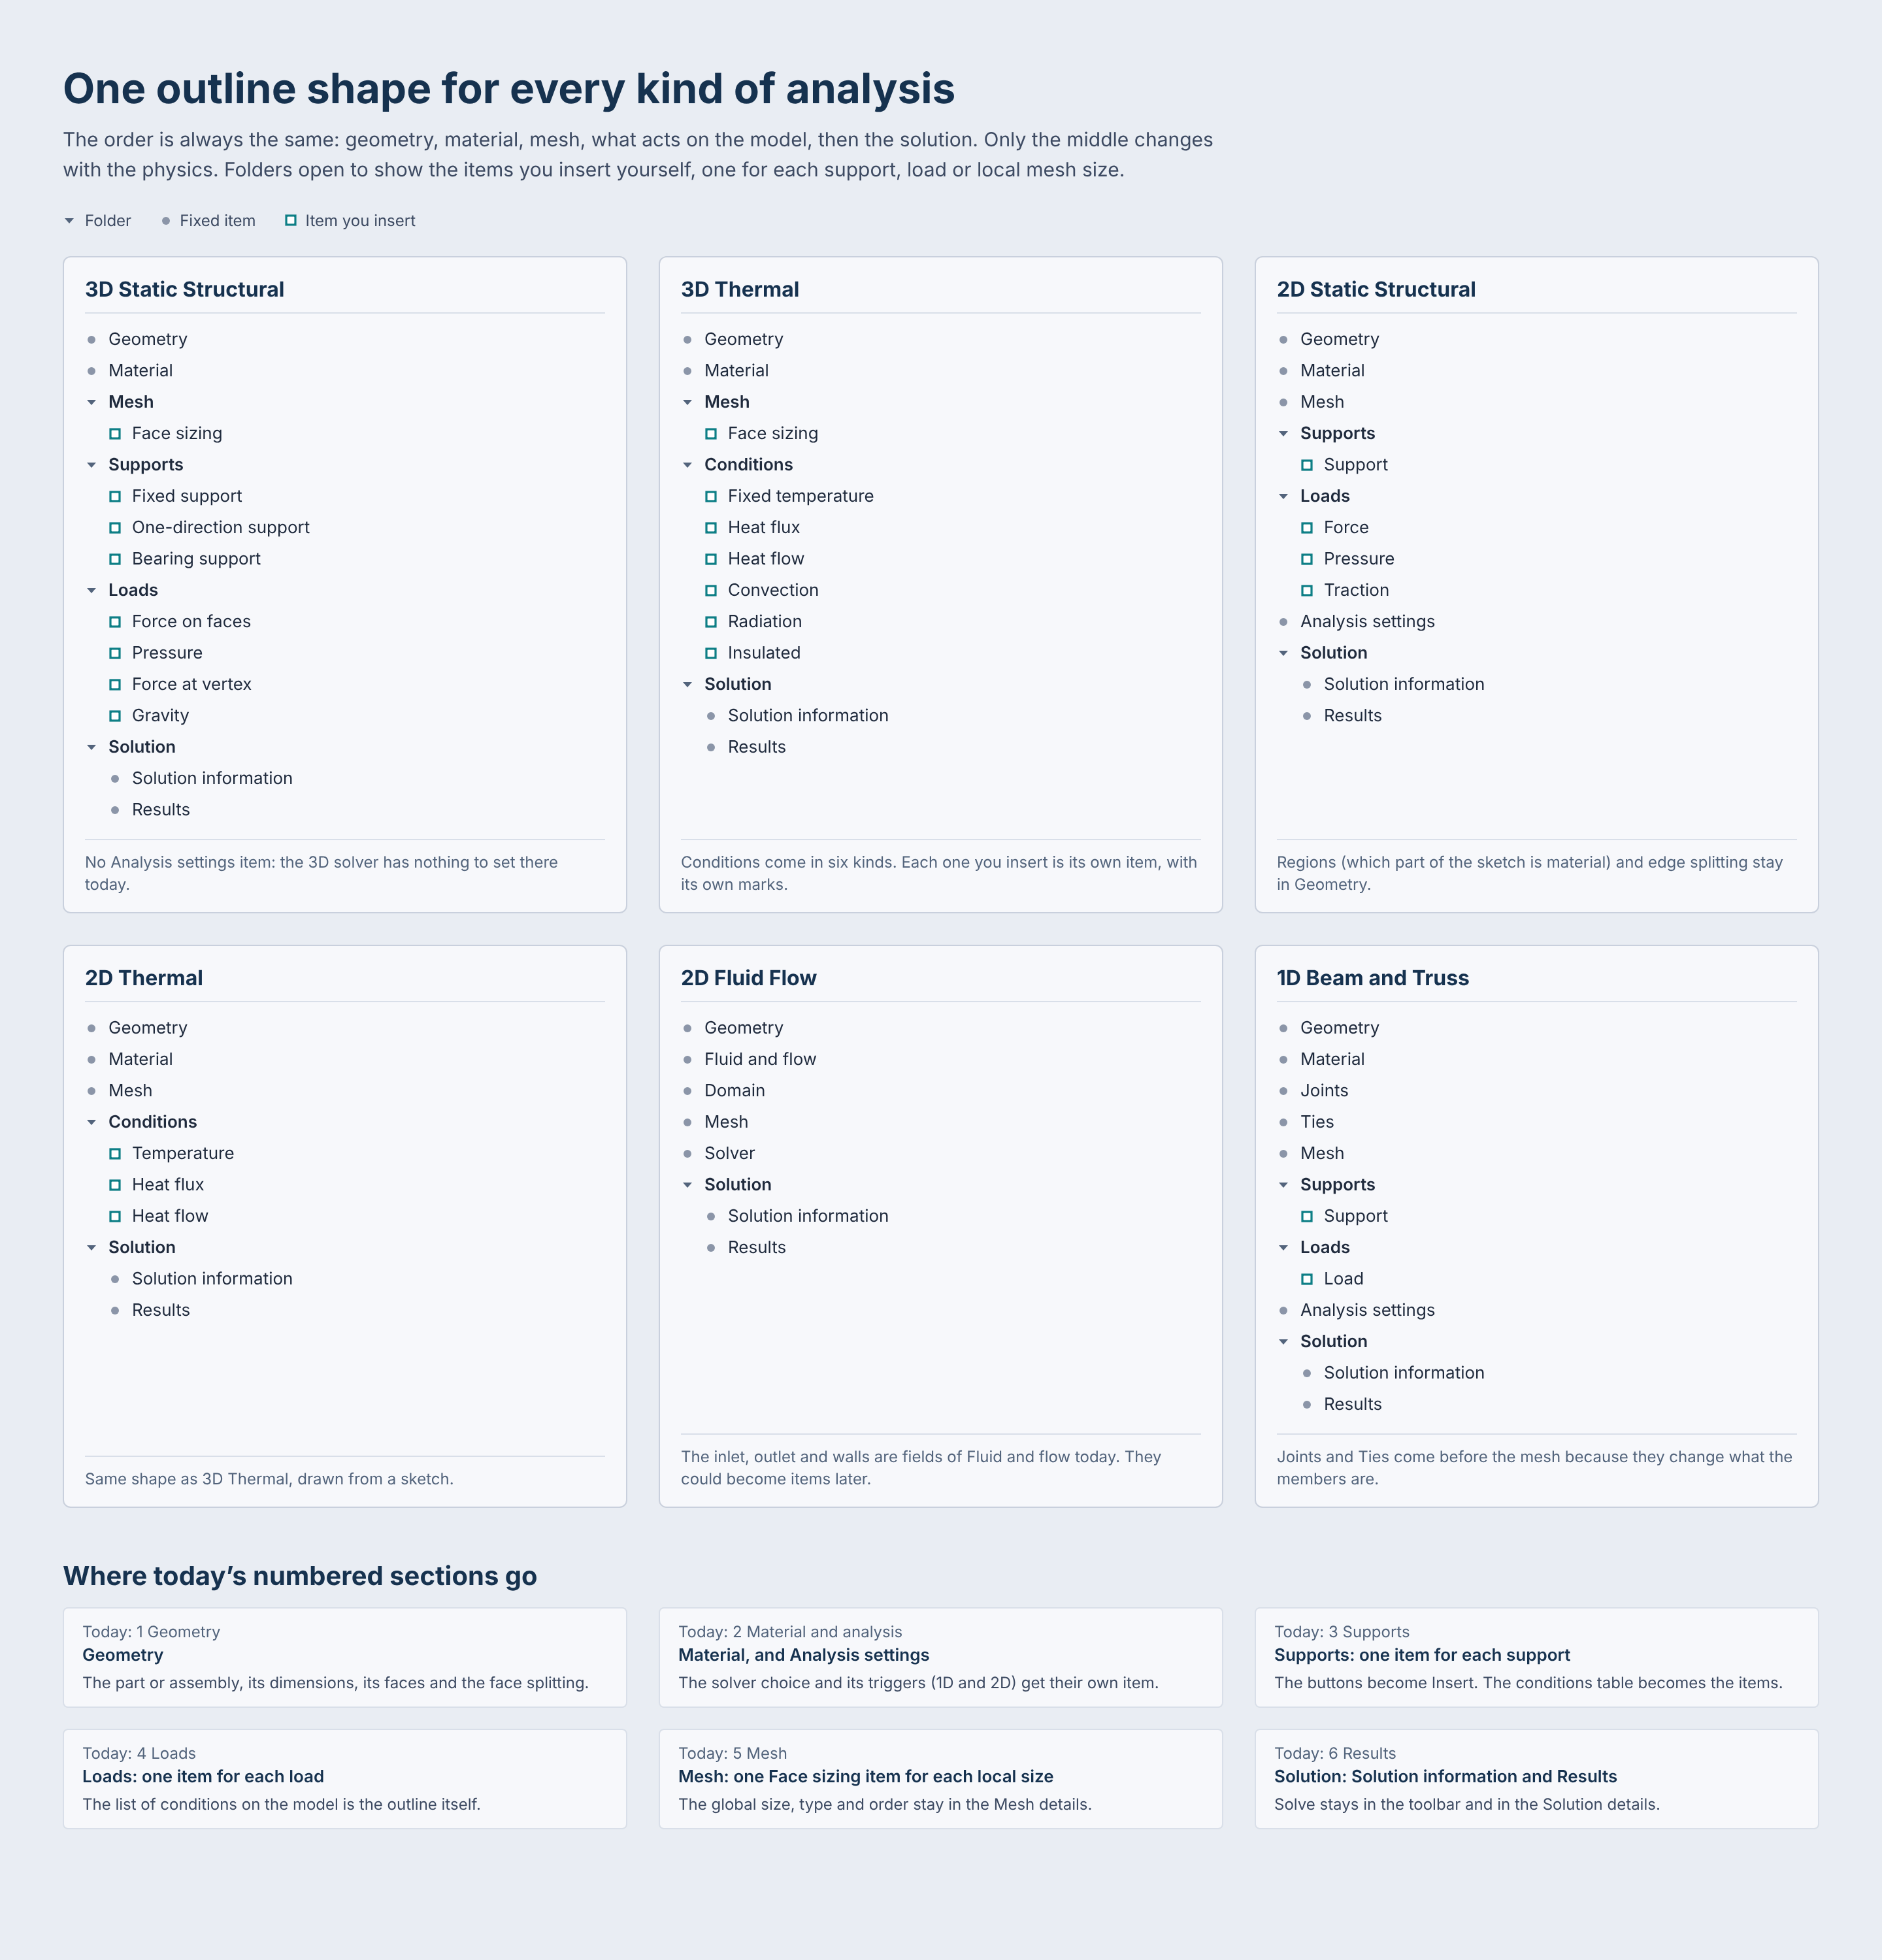 One outline shape for every kind of analysis
The order is always the same: geometry, material, mesh, what acts on the model, then the solution. Only the middle changes
with the physics. Folders open to show the items you insert yourself, one for each support, load or local mesh size.
Folder
Fixed item
Item you insert
3D Static Structural
Geometry
Material
Mesh
Face sizing
Supports
Fixed support
One-direction support
Bearing support
Loads
Force on faces
Pressure
Force at vertex
Gravity
Solution
Solution information
Results
No Analysis settings item: the 3D solver has nothing to set there
today.
3D Thermal
Geometry
Material
Mesh
Face sizing
Conditions
Fixed temperature
Heat flux
Heat flow
Convection
Radiation
Insulated
Solution
Solution information
Results
Conditions come in six kinds. Each one you insert is its own item, with
its own marks.
2D Static Structural
Geometry
Material
Mesh
Supports
Support
Loads
Force
Pressure
Traction
Analysis settings
Solution
Solution information
Results
Regions (which part of the sketch is material) and edge splitting stay
in Geometry.
2D Thermal
Geometry
Material
Mesh
Conditions
Temperature
Heat flux
Heat flow
Solution
Solution information
Results
Same shape as 3D Thermal, drawn from a sketch.
2D Fluid Flow
Geometry
Fluid and flow
Domain
Mesh
Solver
Solution
Solution information
Results
The inlet, outlet and walls are fields of Fluid and flow today. They
could become items later.
1D Beam and Truss
Geometry
Material
Joints
Ties
Mesh
Supports
Support
Loads
Load
Analysis settings
Solution
Solution information
Results
Joints and Ties come before the mesh because they change what the
members are.
Where today’s numbered sections go
Today: 1 Geometry
Geometry
The part or assembly, its dimensions, its faces and the face splitting.
Today: 2 Material and analysis
Material, and Analysis settings
The solver choice and its triggers (1D and 2D) get their own item.
Today: 3 Supports
Supports: one item for each support
The buttons become Insert. The conditions table becomes the items.
Today: 4 Loads
Loads: one item for each load
The list of conditions on the model is the outline itself.
Today: 5 Mesh
Mesh: one Face sizing item for each local size
The global size, type and order stay in the Mesh details.
Today: 6 Results
Solution: Solution information and Results
Solve stays in the toolbar and in the Solution details.